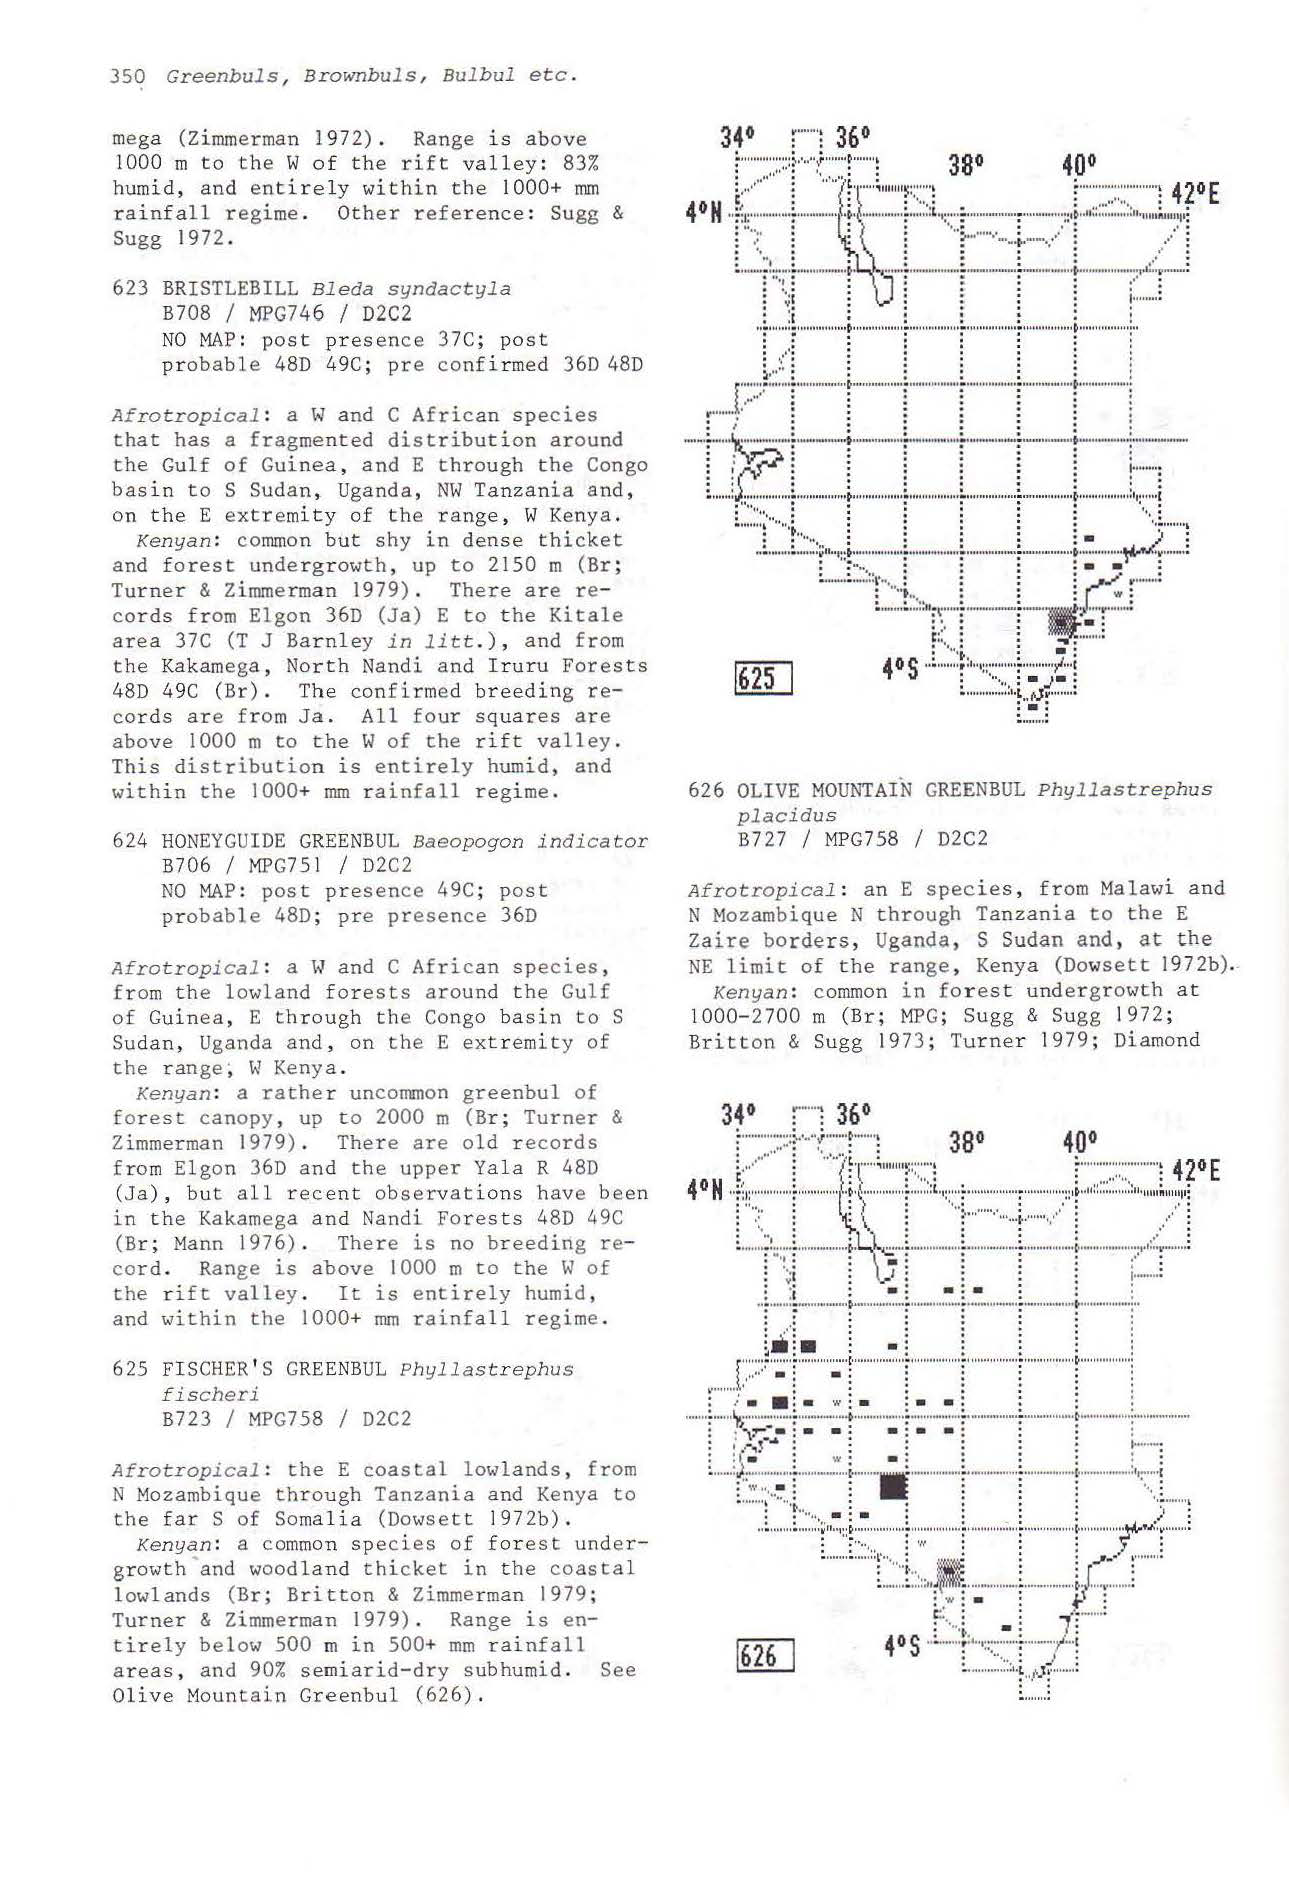 350 Greenbuls, Brownbuls, Bulbul etc.
mega (Zimmerman 1972). Range is above
1000 m to the W of the rift valley: 83%
humid, and entirely within the 1000+ mm
rainfall regime. Other reference: Sugg &
Sugg 1972.
623 BRISTLEBILL Bleda syndactyla
B708 / MPG746 / D2C2
NO MAP: post presence 37C; post
probable 48D 49C; pre confirmed 36D 48D
Afrotropical: a W and C African species
that has a fragmented distribution around
the Gulf of Guinea, and E through the Congo
basin to S Sudan, Uganda, NW Tanzania and,
on the E extremity of the range, W Kenya.
Kenyan: common but shy in dense thicket
and forest undergrowth, up to 2150 m (Br;
Turner & Zimmerman 1979). There are re-
cords from Elgon 36D (Ja) E to the Kitale
area 37C (T J Barnley in litt.), and from
the Kakamega, North Nandi and Iruru Forests
48D 49C (Br). The confirmed breeding re-
cords are from Ja. All four squares are
above 1000 m to the W of the rift valley.
This distribution is entirely humid, and
within the 1000+ mm rainfall regime.
624 HONEYGUIDE GREENBUL Baeopogon indicator
B706 / MPG751 / D2C2
NO MAP: post presence 49C; post
probable 48D; pre presence 36D
Afrotropical: a W and C African species,
from the lowland forests around the Gulf
of Guinea, E through the Congo basin to S
Sudan, Uganda and, on the E extremity of
the range, W Kenya.
Kenyan: a rather uncommon greenbul of
forest canopy, up to 2000 m (Br; Turner &
Zimmerman 1979). There are old records
from Elgon 36D and the upper Yala R 48D
(Ja), but all recent observations have been
in the Kakamega and Nandi Forests 48D 49C
(Br; Mann 1976). There is no breeding re-
cord. Range is above 1000 m to the W of
the rift valley. It is entirely humid,
and within the 1000+ mm rainfall regime.
625 FISCHER'S GREENBUL Phyllastrephus
fischeri
B723 / MPG758 / D2C2
Afrotropical: the E coastal lowlands, from
N Mozambique through Tanzania and Kenya to
the far S of Somalia (Dowsett 1972b).
Kenyan: a common species of forest under-
growth and woodland thicket in the coastal
lowlands (Br; Britton & Zimmerman 1979;
Turner & Zimmerman 1979). Range is en-
tirely below 500 m in 500+ mm rainfall
areas, and 90% semiarid-dry subhumid. See
Olive Mountain Greenbul (626).
34° 36°
38° 40°
42°E
4°N
w
4°S
625
626 OLIVE MOUNTAIN GREENBUL Phyllastrephus
placidus
B727 / MPG758 / D2C2
Afrotropical: an E species, from Malawi and
N Mozambique N through Tanzania to the E
Zaire borders, Uganda, S Sudan and, at the
NE limit of the range, Kenya (Dowsett 1972b).
Kenyan: common in forest undergrowth at
1000-2700 m (Br; MPG; Sugg & Sugg 1972;
Britton & Sugg 1973; Turner 1979; Diamond
34° 36°
38° 40°
42°E
4°N
w
w
w
w
w
4°S
626